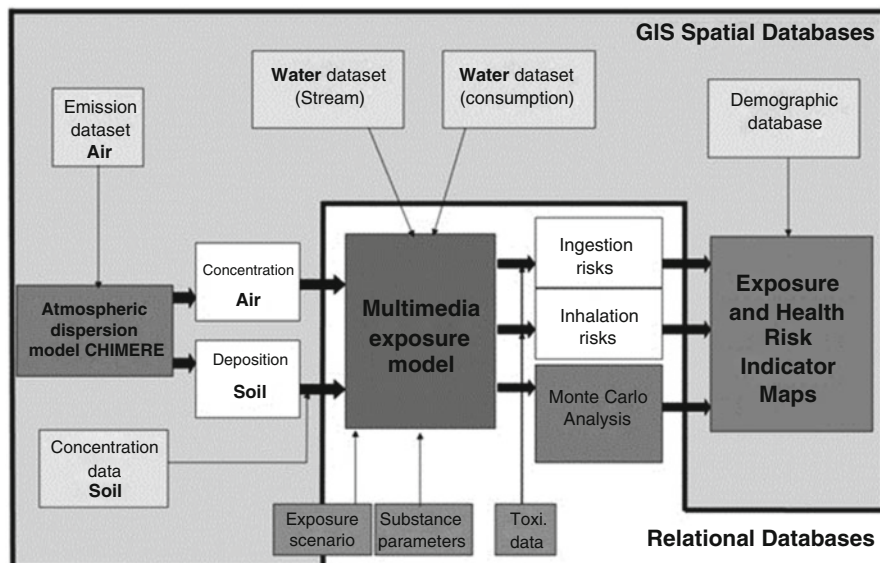 GIS Spatial Databases
Emission
dataset
Air
Water dataset
(Stream)
Water dataset
(consumption)
Demographic
database
Atmospheric
dispersion
model CHIMERE
Concentration
Air
Deposition
Soil
Concentration
data
Soil
Multimedia
exposure
model
Ingestion
risks
Inhalation
risks
Monte Carlo
Analysis
Exposure
and Health
Risk
Indicator
Maps
Exposure
scenario
Substance
parameters
Toxi.
data
Relational Databases